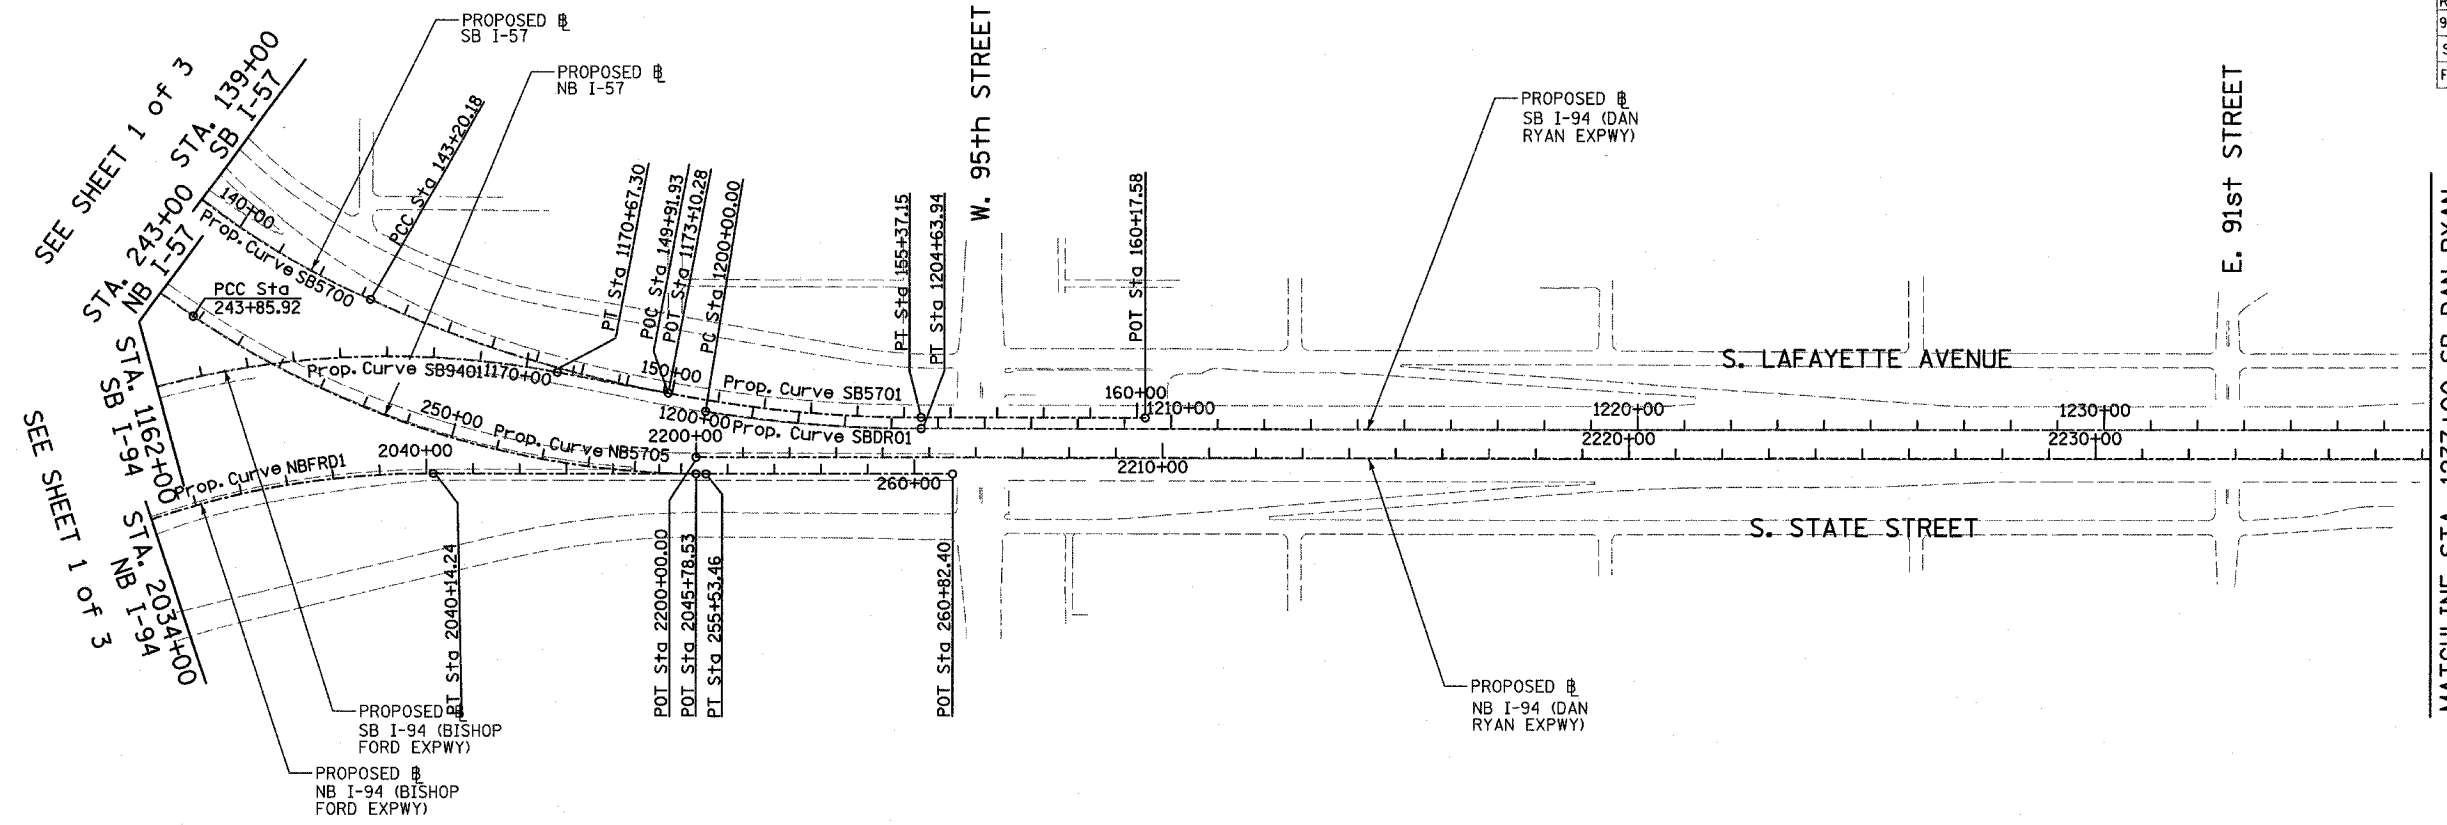 SEE SHEET 1 of 3
STA. 139+00
SB I-57
STA. 243+00
NB I-57
PROPOSED ℄
SB I-57
PROPOSED ℄
NB I-57
140+00
Prop. Curve SB5700
PCC Sta 143+20.18
PCC Sta
243+85.92
STA. 1162+00
SB I-94
SEE SHEET 1 of 3
STA. 2034+00
NB I-94
PT Sta 1170+67.30
POC Sta 149+91.93
POT Sta 1173+10.28
PC Sta 1200+00.00
PT Sta 155+37.15
PT Sta 1204+63.94
W. 95th STREET
POT Sta 160+17.58
PROPOSED ℄
SB I-94 (DAN
RYAN EXPWY)
E. 91st STREET
Prop. Curve SB9401
1170+00
150+00
Prop. Curve SB5701
160+00
1210+00
S. LAFAYETTE AVENUE
1220+00
1230+00
250+00
1200+00
Prop. Curve SBDR01
2200+00
Prop. Curve NB5705
2040+00
Prop. Curve NBFRD1
260+00
2210+00
2220+00
2230+00
S. STATE STREET
PT Sta 2040+14.24
POT Sta 2200+00.00
POT Sta 2045+78.53
PT Sta 255+53.46
POT Sta 260+82.40
PROPOSED ℄
SB I-94 (BISHOP
FORD EXPWY)
PROPOSED ℄
NB I-94 (BISHOP
FORD EXPWY)
PROPOSED ℄
NB I-94 (DAN
RYAN EXPWY)